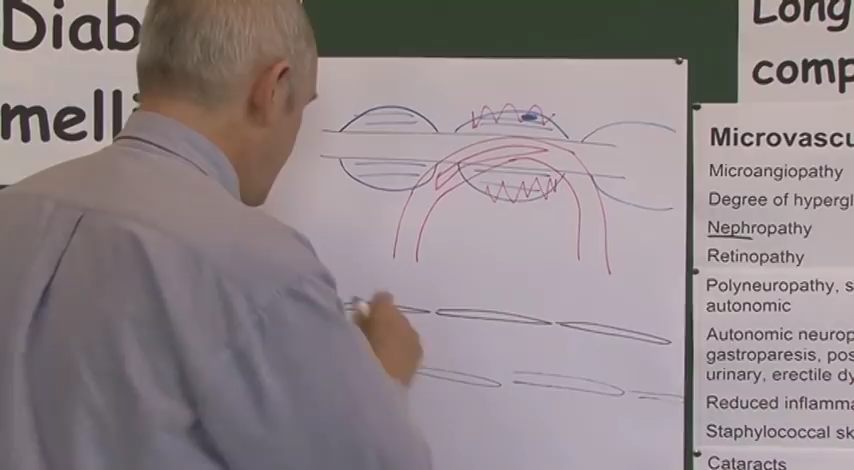 Diab
melli
Long
comp
Microvascu
Microangiopathy
Degree of hypergl
Nephropathy
Retinopathy
Polyneuropathy, s
autonomic
Autonomic neurop
gastroparesis, pos
urinary, erectile dy
Reduced inflamma
Staphylococcal sk
Cataracts